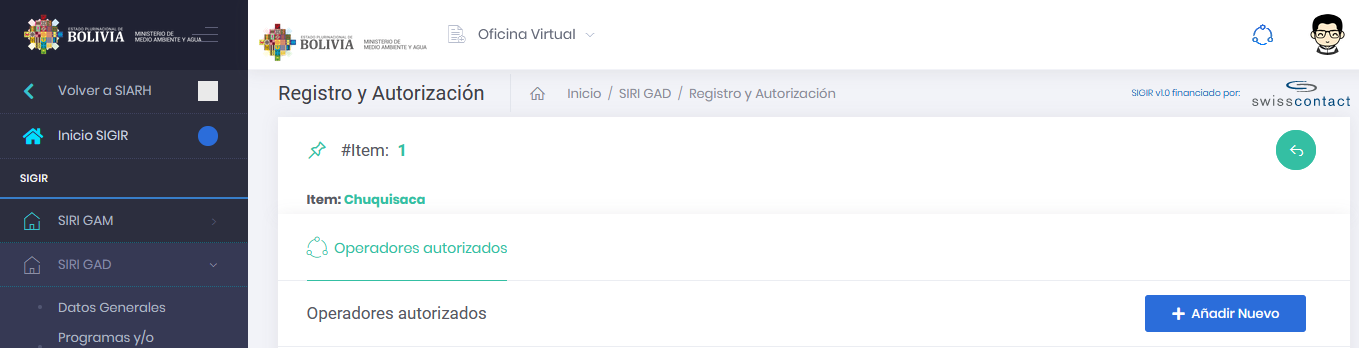 ESTADO PLURINACIONAL DE
BOLIVIA
MINISTERIO DE
MEDIO AMBIENTE Y AGUA
Volver a SIARH
Inicio SIGIR
SIGIR
SIRI GAM
SIRI GAD
Datos Generales
Programas y/o
ESTADO PLURINACIONAL DE
BOLIVIA
MINISTERIO DE
MEDIO AMBIENTE Y AGUA
Oficina Virtual
Registro y Autorización
Inicio / SIRI GAD / Registro y Autorización
SIGIR v1.0 financiado por:
swisscontact
#Item: 1
Item: Chuquisaca
Operadores autorizados
Operadores autorizados
+ Añadir Nuevo